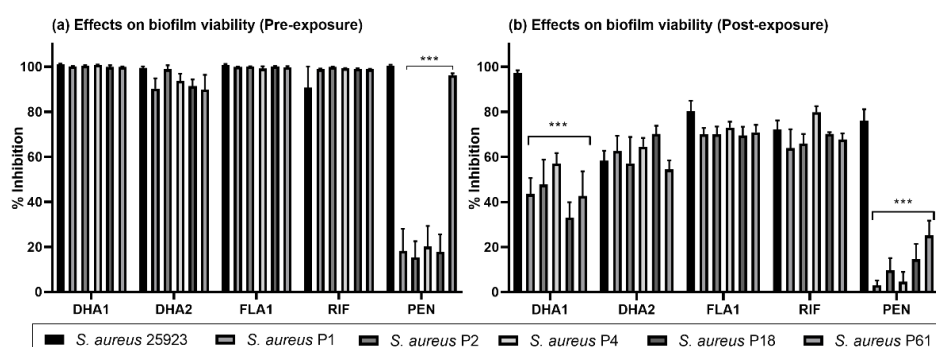 (a) Effects on biofilm viability (Pre-exposure)
% Inhibition
100
80
60
40
20
0
***
DHA1 DHA2 FLA1 RIF PEN
(b) Effects on biofilm viability (Post-exposure)
% Inhibition
100
80
60
40
20
0
***
***
DHA1 DHA2 FLA1 RIF PEN
S. aureus 25923 S. aureus P1 S. aureus P2 S. aureus P4 S. aureus P18 S. aureus P61